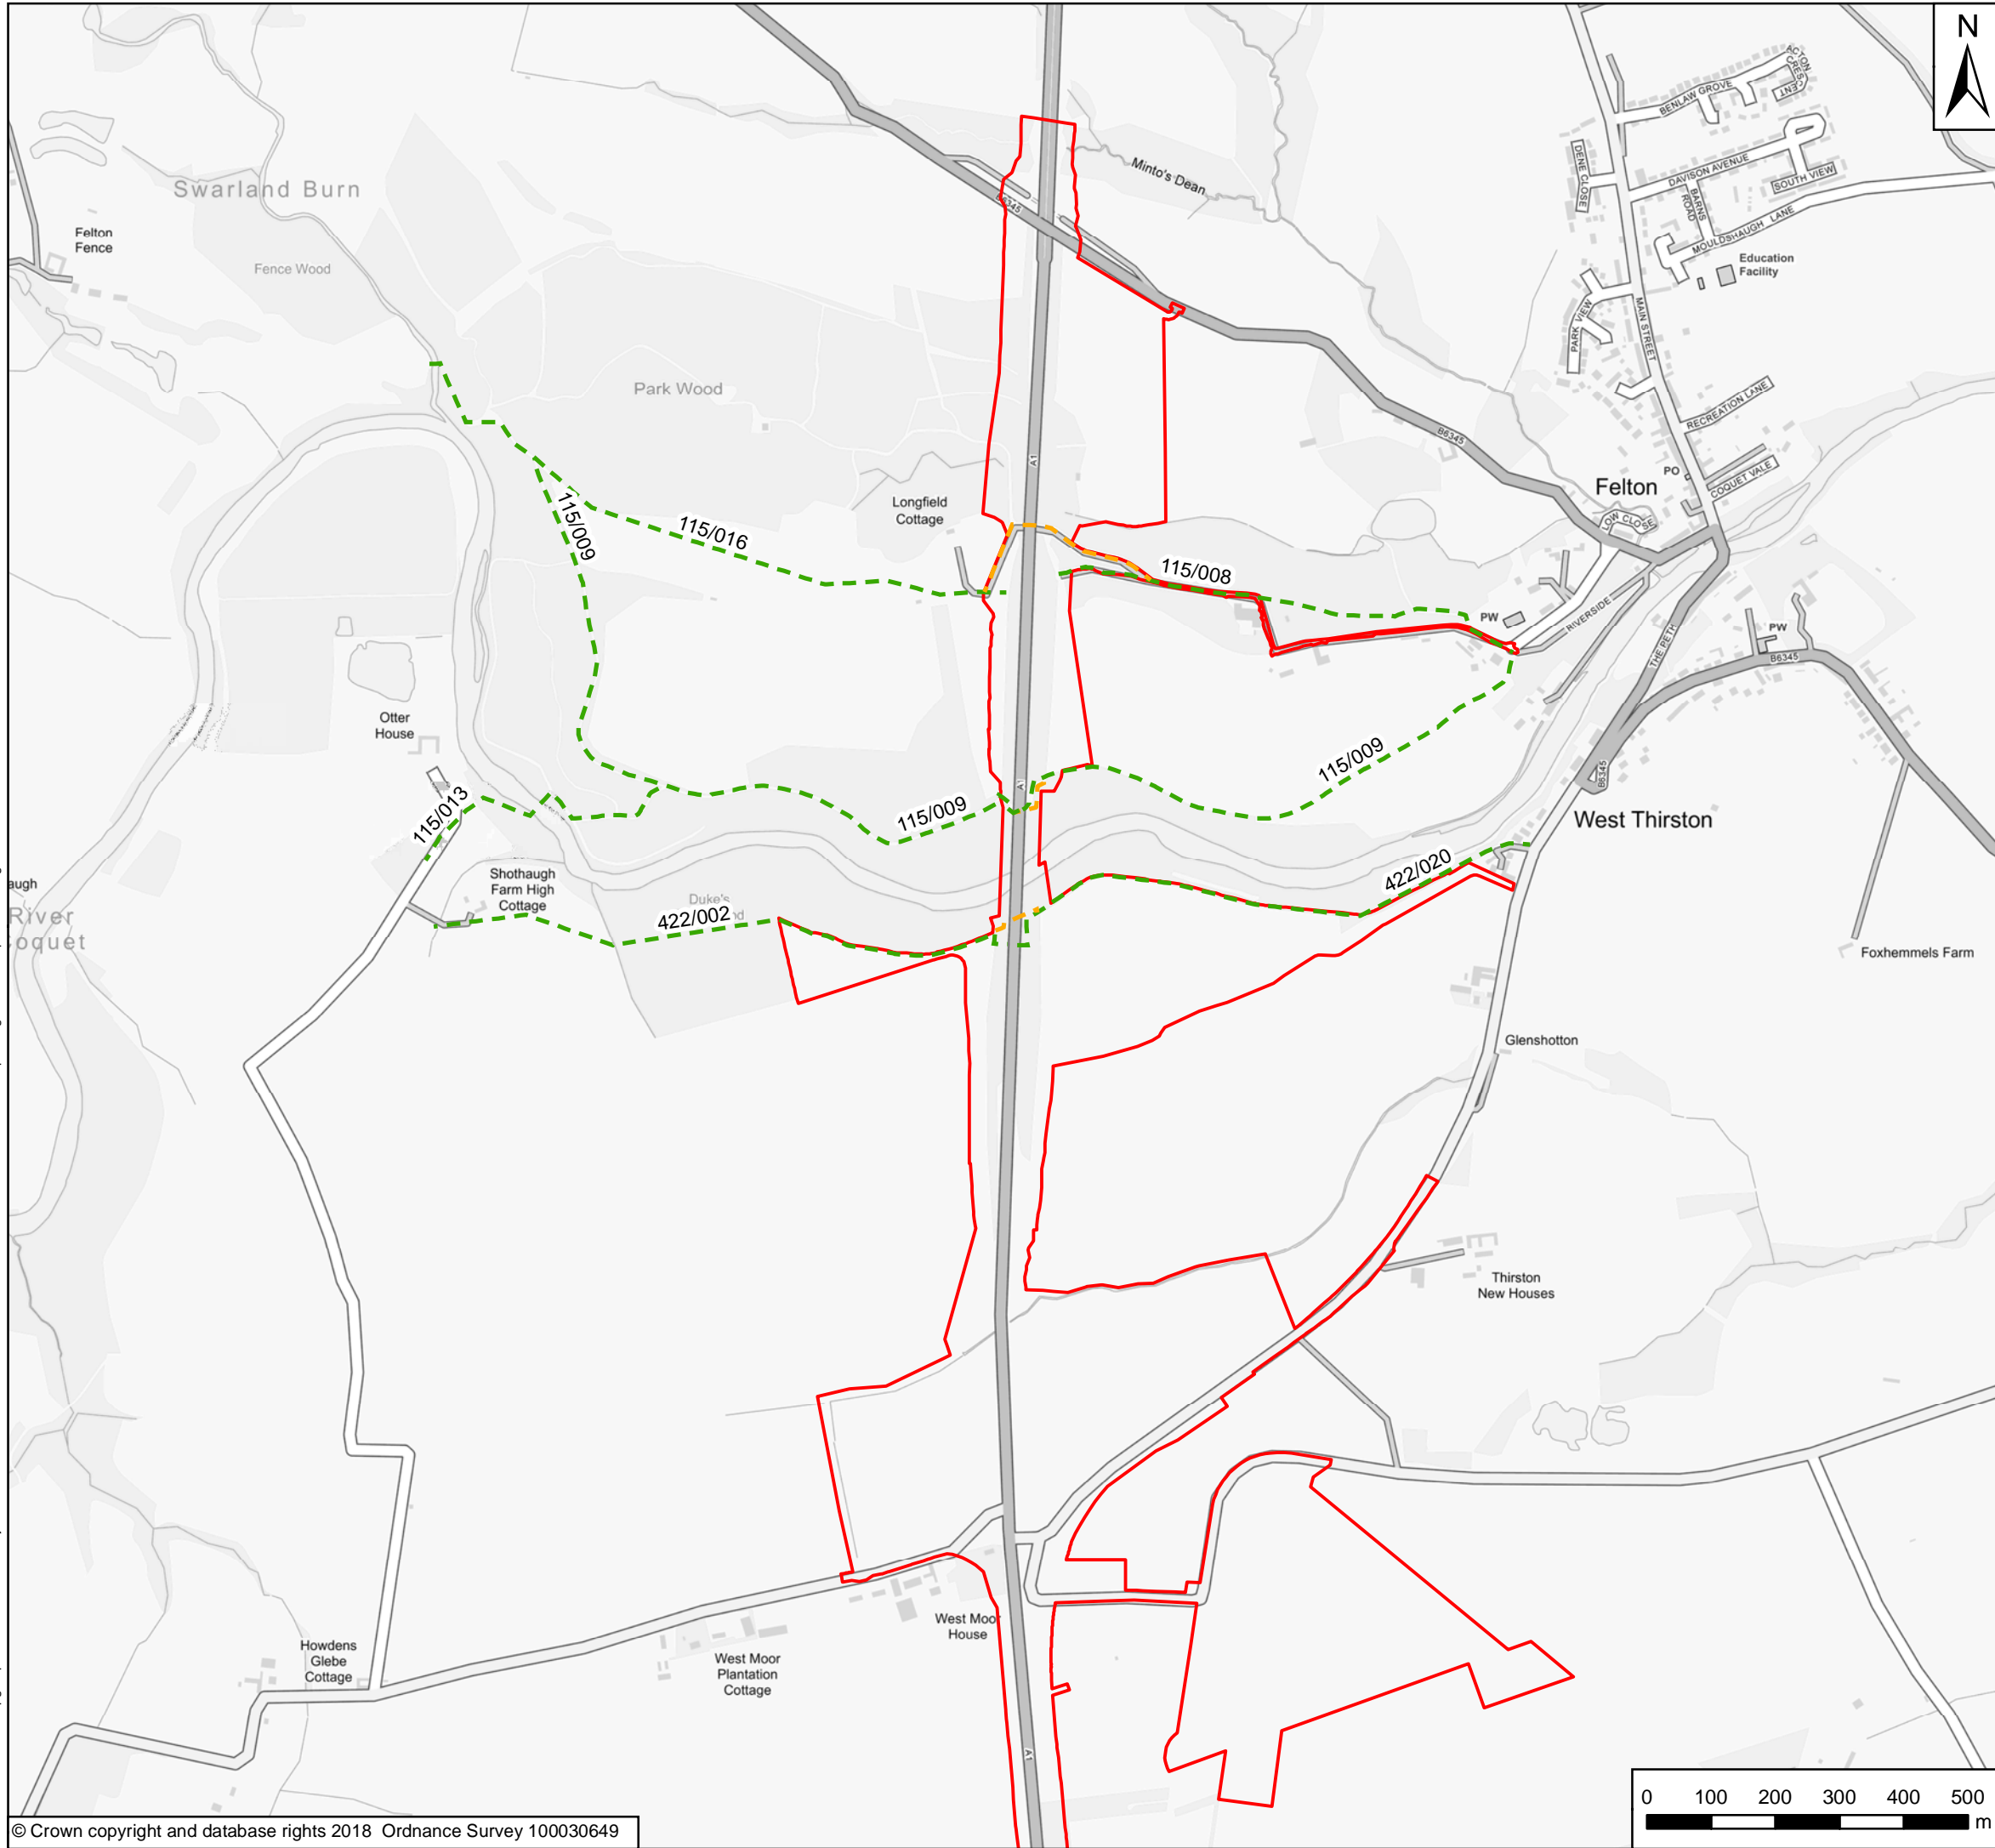 N
ACTON
CRESCENT
BENLAW GROVE
DENE CLOSE
DAVISON AVENUE
SOUTH VIEW
BARNS
ROAD
MOULDSHAUGH LANE
Education
Facility
Minto's Dean
Swarland Burn
Felton
Fence
Fence Wood
B6345
Park Wood
PARK VIEW
MAIN STREET
RECREATION LANE
B6345
A1
PO
COQUET VALE
Felton
LOW CLOSE
Longfield
Cottage
115/009
115/016
115/008
PW
RIVERSIDE
THE PETH
PW
B6345
Otter
House
115/009
A1
B6345
115/013
115/009
West Thirston
422/020
Shothaugh
Farm High
Cottage
augh
River
oquet
Duke's
422/002
Foxhemmels Farm
Glenshotton
Thirston
New Houses
West Moor
House
Howdens
Glebe
Cottage
West Moor
Plantation
Cottage
A1
0 100 200 300 400 500
m
© Crown copyright and database rights 2018 Ordnance Survey 100030649